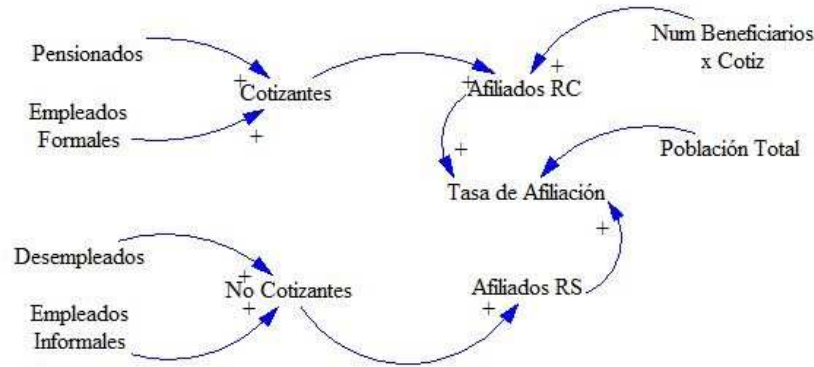 Pensionados
Empleados
Formales
+
Cotizantes
+
+
Afiliados RC
+
Num Beneficiarios
x Cotiz
+
Tasa de Afiliación
Población Total
+
Desempleados
Empleados
Informales
+
No Cotizantes
+
Afiliados RS
+